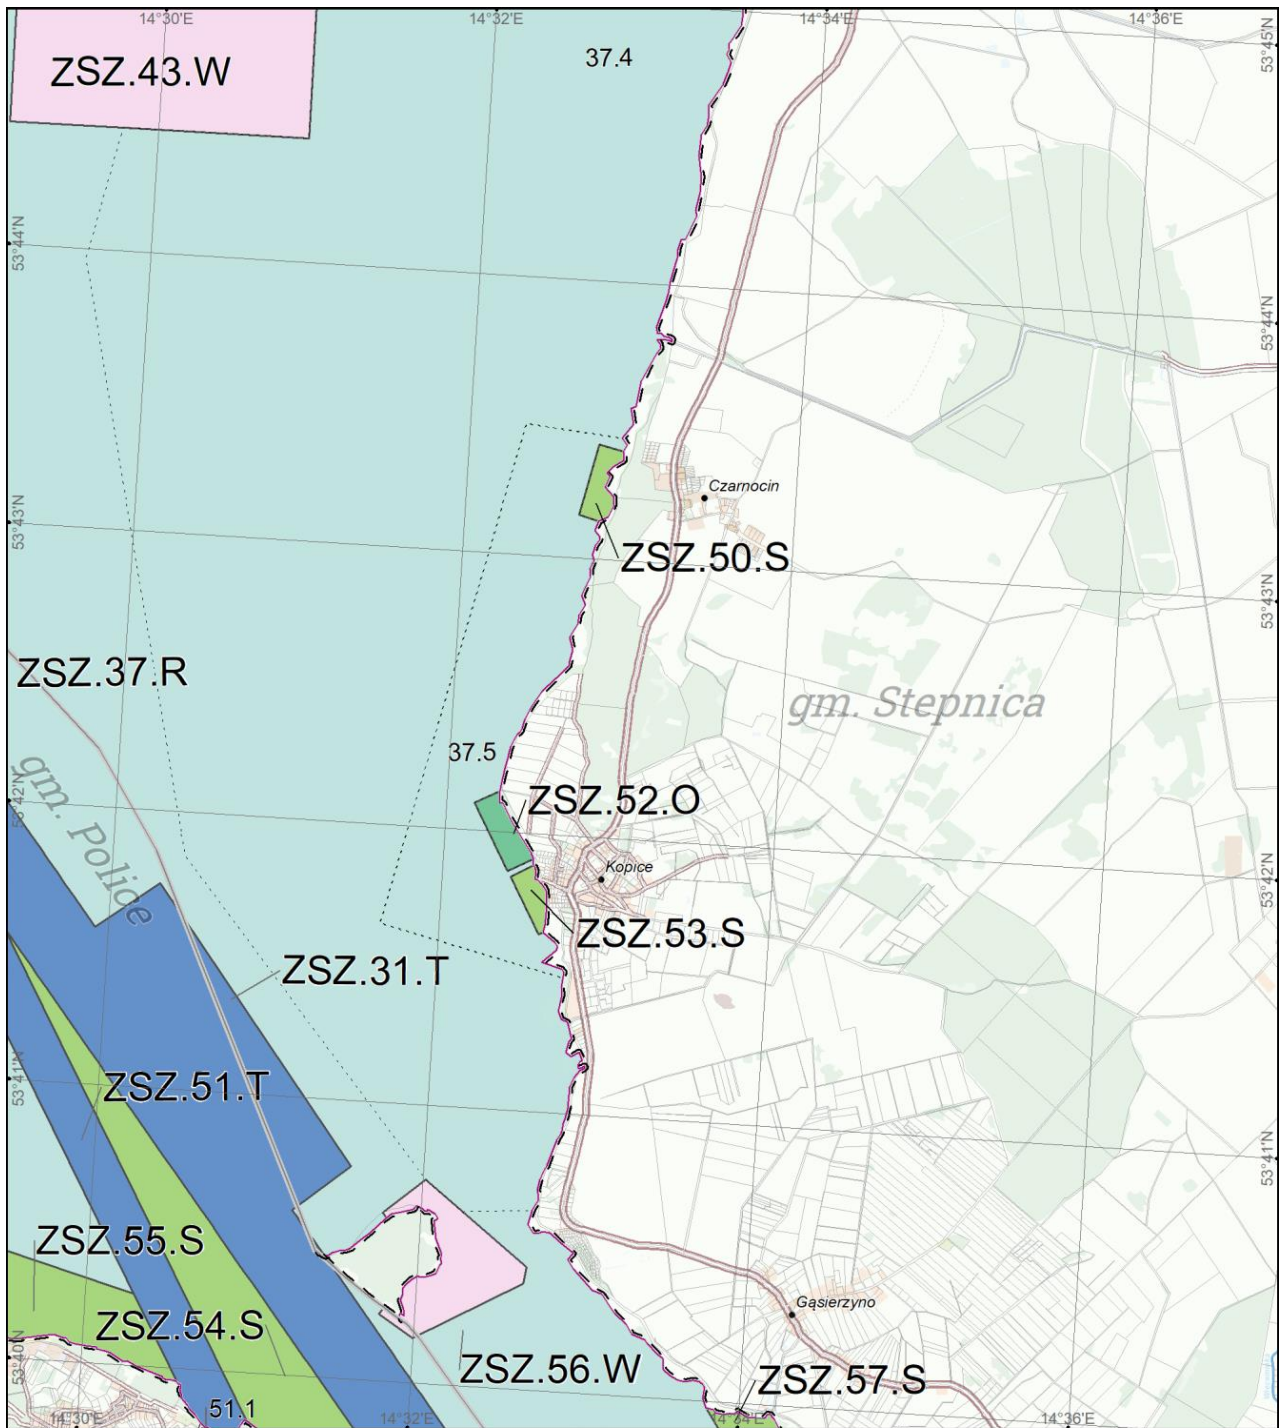 14°30'E
14°32'E
14°34'E
14°36'E
53°45'N
ZSZ.43.W
37.4
53°44'N
53°44'N
Czarnocin
53°43'N
ZSZ.50.S
53°43'N
ZSZ.37.R
gm. Stepnica
37.5
gm. Police
53°42'N
ZSZ.52.O
Kopice
53°42'N
ZSZ.53.S
ZSZ.31.T
53°41'N
ZSZ.51.T
53°41'N
ZSZ.55.S
Gąsierzyno
ZSZ.54.S
53°40'N
ZSZ.56.W
ZSZ.57.S
51.1
14°30'E
14°32'E
14°34'E
14°36'E